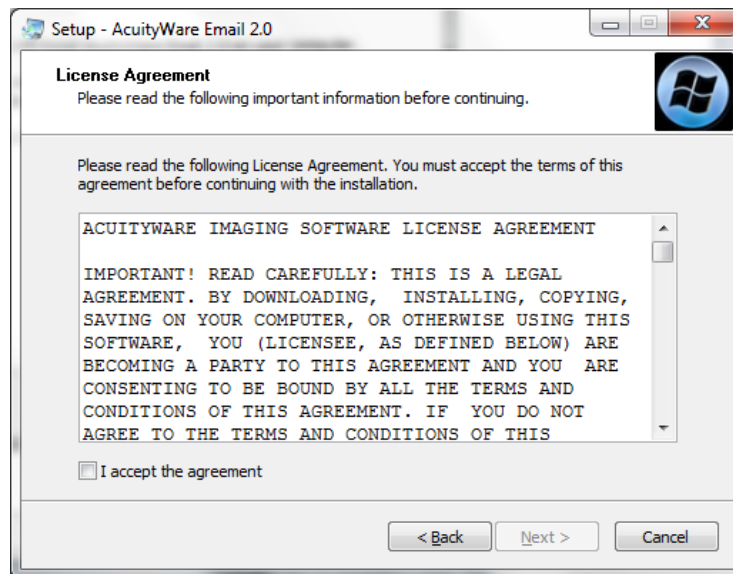 Setup - AcuityWare Email 2.0
License Agreement
Please read the following important information before continuing.
Please read the following License Agreement. You must accept the terms of this
agreement before continuing with the installation.
ACUITYWARE IMAGING SOFTWARE LICENSE AGREEMENT
IMPORTANT! READ CAREFULLY: THIS IS A LEGAL
AGREEMENT. BY DOWNLOADING,  INSTALLING, COPYING,
SAVING ON YOUR COMPUTER, OR OTHERWISE USING THIS
SOFTWARE,  YOU (LICENSEE, AS DEFINED BELOW) ARE
BECOMING A PARTY TO THIS AGREEMENT AND YOU  ARE
CONSENTING TO BE BOUND BY ALL THE TERMS AND
CONDITIONS OF THIS AGREEMENT. IF  YOU DO NOT
AGREE TO THE TERMS AND CONDITIONS OF THIS
I accept the agreement
< Back Next > Cancel